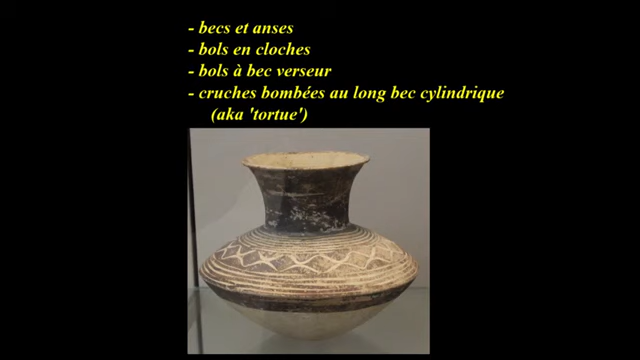 - becs et anses
- bols en cloches
- bols à bec verseur
- cruches bombées au long bec cylindrique
(aka 'tortue')